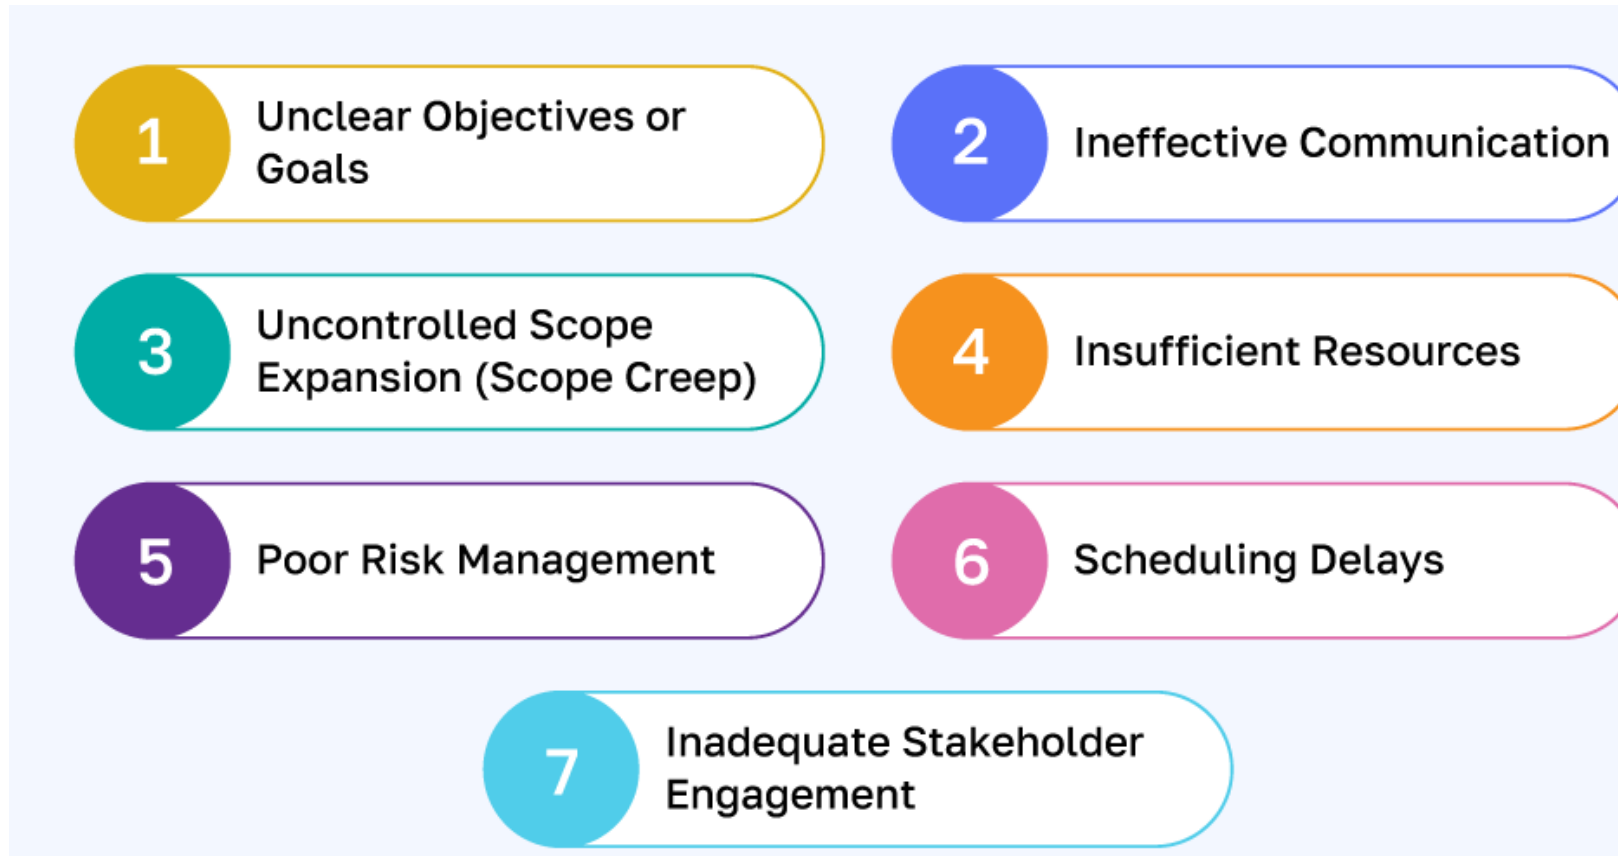 1
Unclear Objectives or
Goals
2
Ineffective Communication
3
Uncontrolled Scope
Expansion (Scope Creep)
4
Insufficient Resources
5
Poor Risk Management
6
Scheduling Delays
7
Inadequate Stakeholder
Engagement